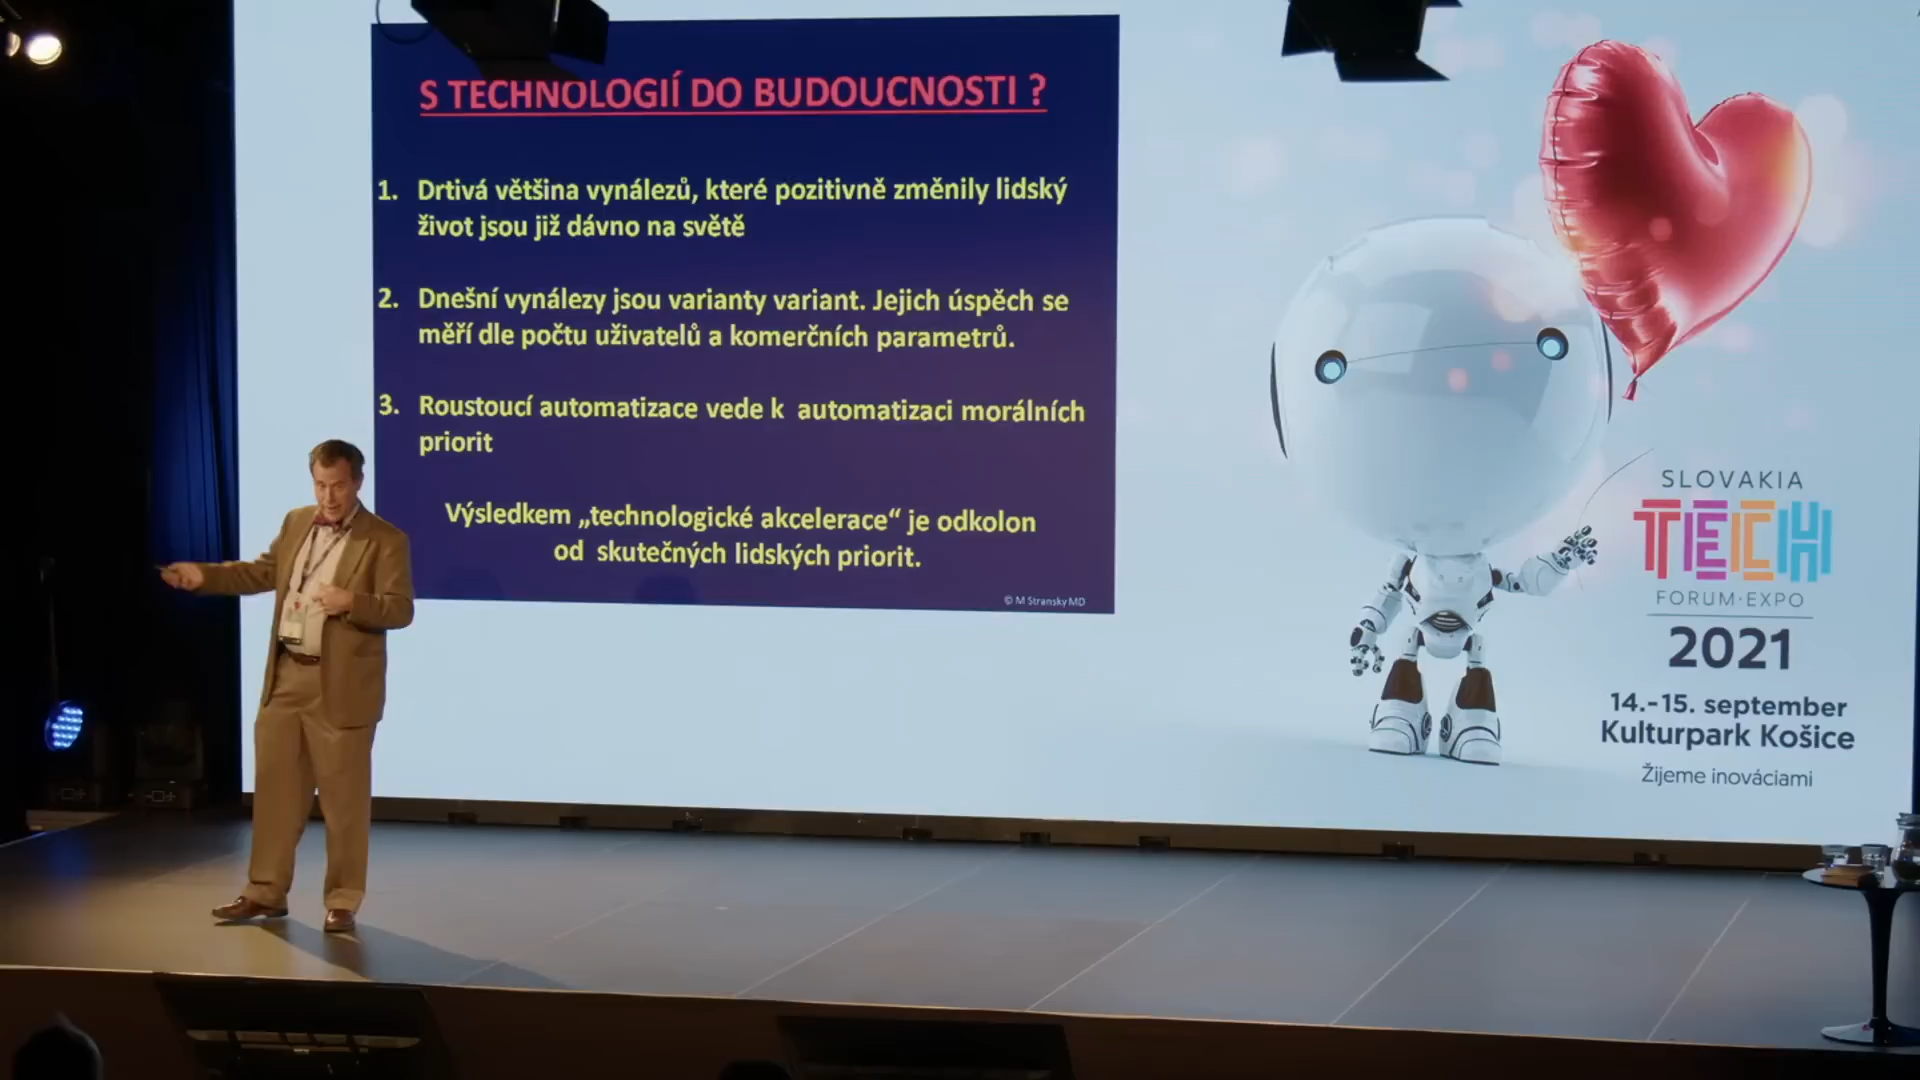 S TECHNOLOGIÍ DO BUDOUCNOSTI ?
1. Drtivá většina vynálezů, které pozitivně změnily lidský
život jsou již dávno na světě
2. Dnešní vynálezy jsou varianty variant. Jejich úspěch se
měří dle počtu uživatelů a komerčních parametrů.
3. Roustoucí automatizace vede k automatizaci morálních
priorit
Výsledkem „technologické akcelerace“ je odkolon
od skutečných lidských priorit.
© M Stransky MD
SLOVAKIA
TECH
FORUM·EXPO
2021
14.-15. september
Kulturpark Košice
Žijeme inováciami